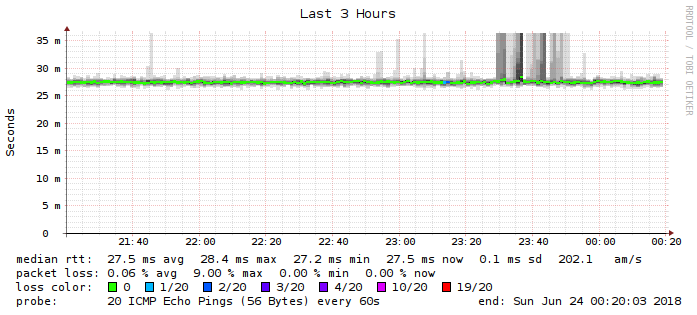 Last 3 Hours
RRDTOOL / TOBI OETIKER
Seconds
35 m
30 m
25 m
20 m
15 m
10 m
5 m
0
21:40 22:00 22:20 22:40 23:00 23:20 23:40 00:00 00:20
median rtt: 27.5 ms avg 28.4 ms max 27.2 ms min 27.5 ms now 0.1 ms sd 202.1 am/s
packet loss: 0.06 % avg 9.00 % max 0.00 % min 0.00 % now
loss color: 0 1/20 2/20 3/20 4/20 10/20 19/20
probe: 20 ICMP Echo Pings (56 Bytes) every 60s end: Sun Jun 24 00:20:03 2018